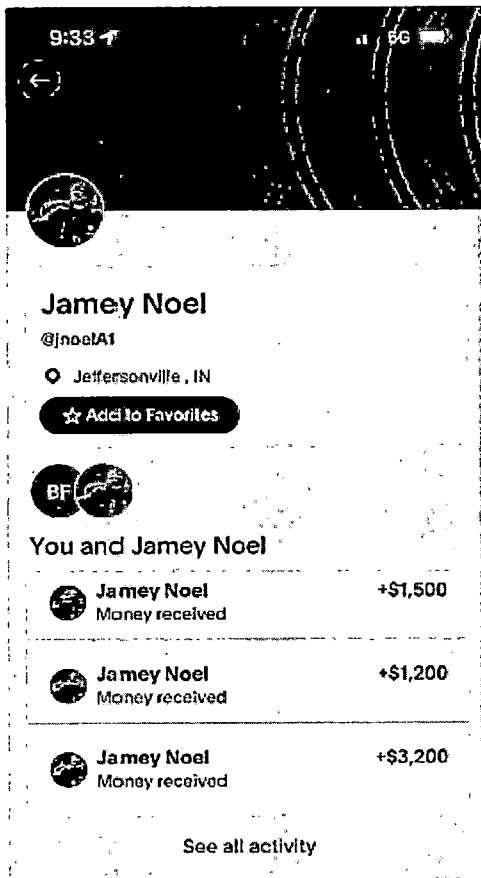 9:33
5G
Jamey Noel
@jnoelA1
Jeffersonville , IN
Add to Favorites
BF
You and Jamey Noel
Jamey Noel +$1,500
Money received
Jamey Noel +$1,200
Money received
Jamey Noel +$3,200
Money received
See all activity